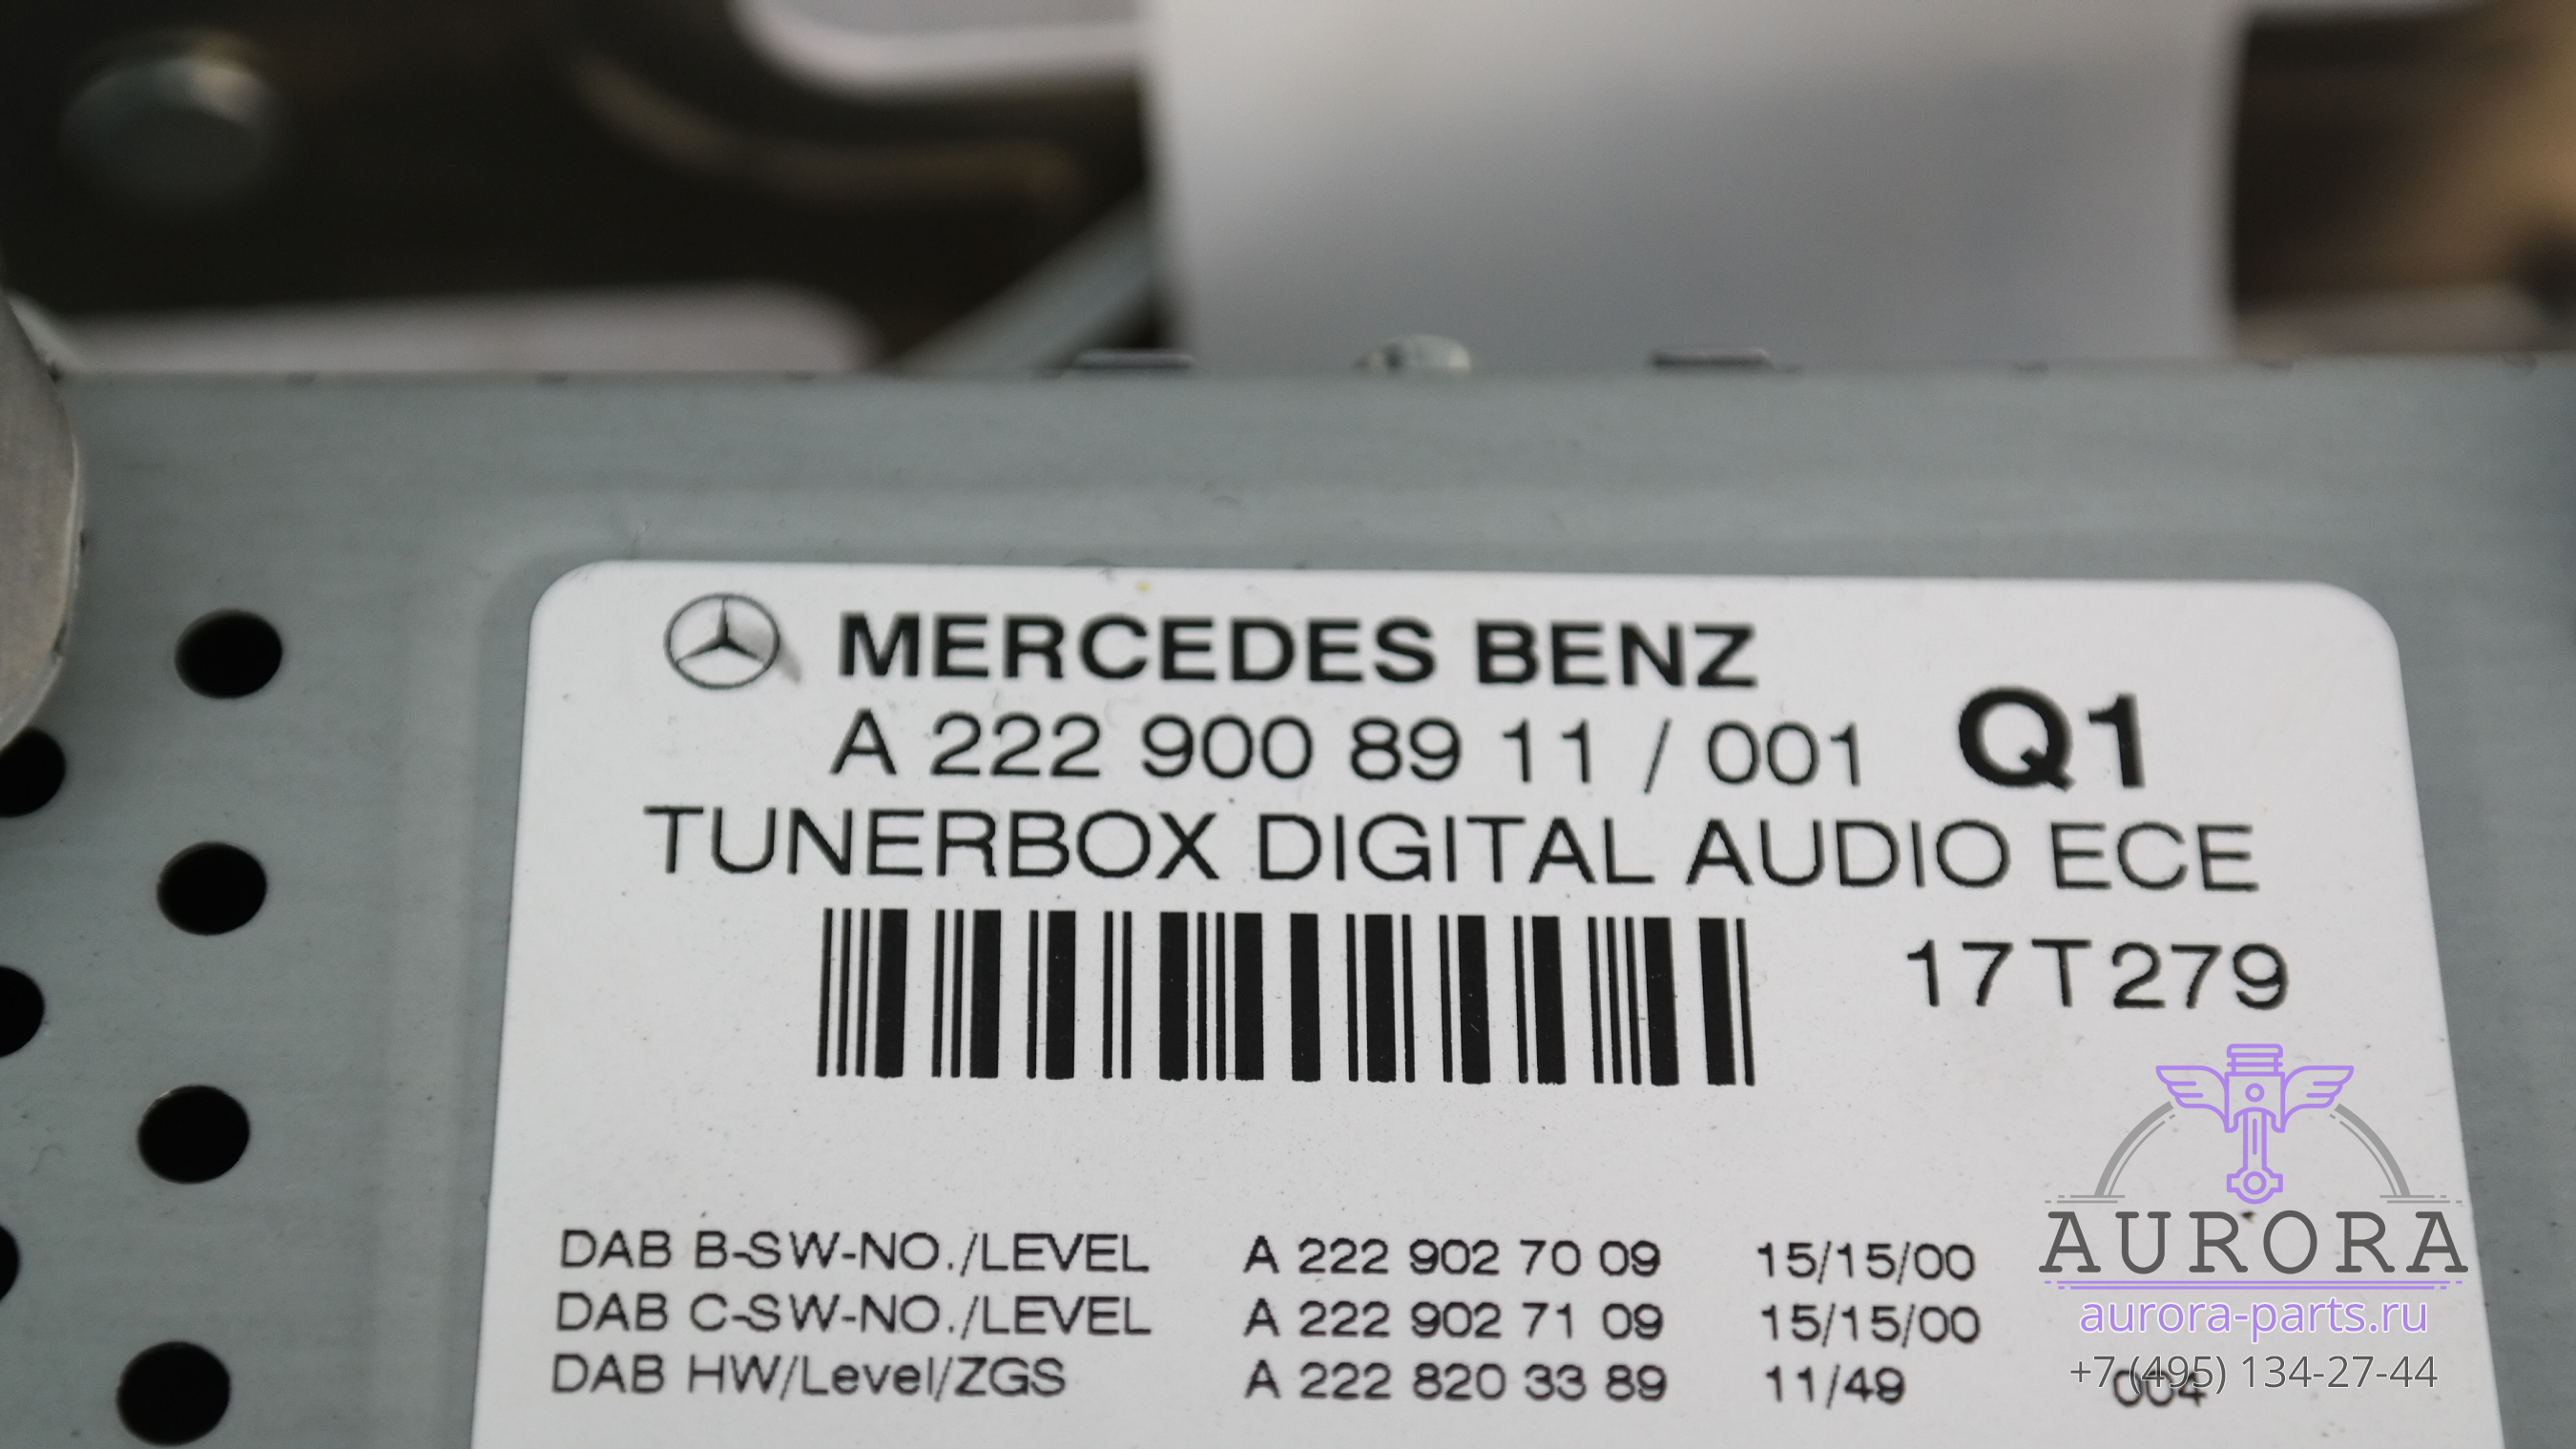 MERCEDES BENZ
A 222 900 89 11 / 001 Q1
TUNERBOX DIGITAL AUDIO ECE
17T279
DAB B-SW-NO./LEVEL A 222 902 70 09 15/15/00
DAB C-SW-NO./LEVEL A 222 902 71 09 15/15/00
DAB HW/Level/ZGS A 222 820 33 89 11/49 004
AURORA
aurora-parts.ru
+7 (495) 134-27-44